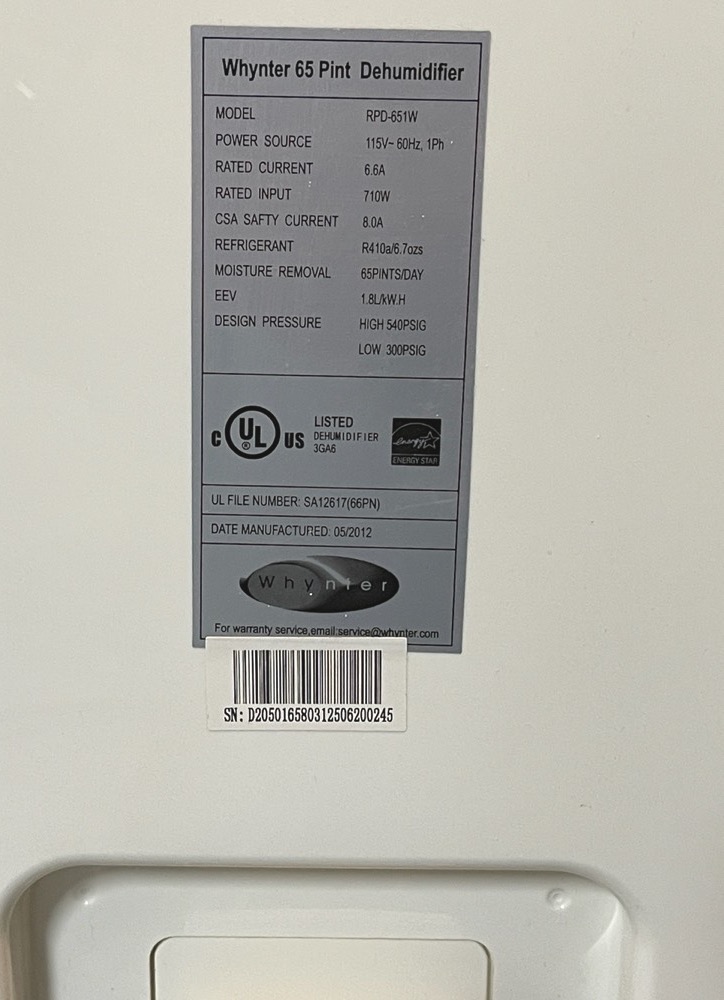 Whynter 65 Pint Dehumidifier
MODEL RPD-651W
POWER SOURCE 115V~ 60Hz, 1Ph
RATED CURRENT 6.6A
RATED INPUT 710W
CSA SAFTY CURRENT 8.0A
REFRIGERANT R410a/6.7ozs
MOISTURE REMOVAL 65PINTS/DAY
EEV 1.8L/kW.H
DESIGN PRESSURE HIGH 540PSIG
LOW 300PSIG
C UL ® US
LISTED
DEHUMIDIFIER
3GA6
energy
ENERGY STAR
UL FILE NUMBER: SA12617(66PN)
DATE MANUFACTURED: 05/2012
Whynter
For warranty service,email:service@whynter.com
SN: D205016580312506200245